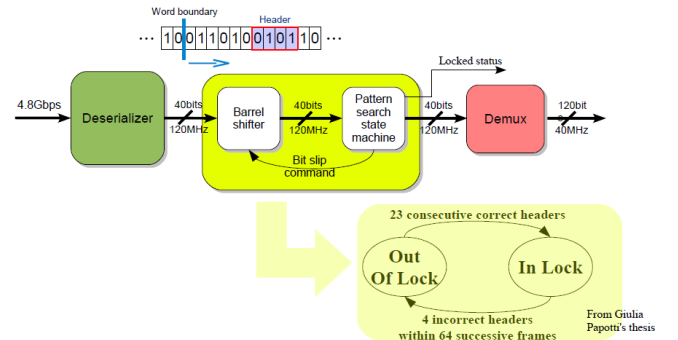 Word boundary
Header
··· 1 0 0 1 1 0 1 0 0 1 0 1 1 0 ···
Locked status
4.8Gbps
Deserializer
40bits
120MHz
Barrel
shifter
40bits
120MHz
Pattern
search
state
machine
Bit slip
command
40bits
120MHz
Demux
120bit
40MHz
23 consecutive correct headers
Out
Of Lock
In Lock
4 incorrect headers
within 64 successive frames
From Giulia
Papotti's thesis